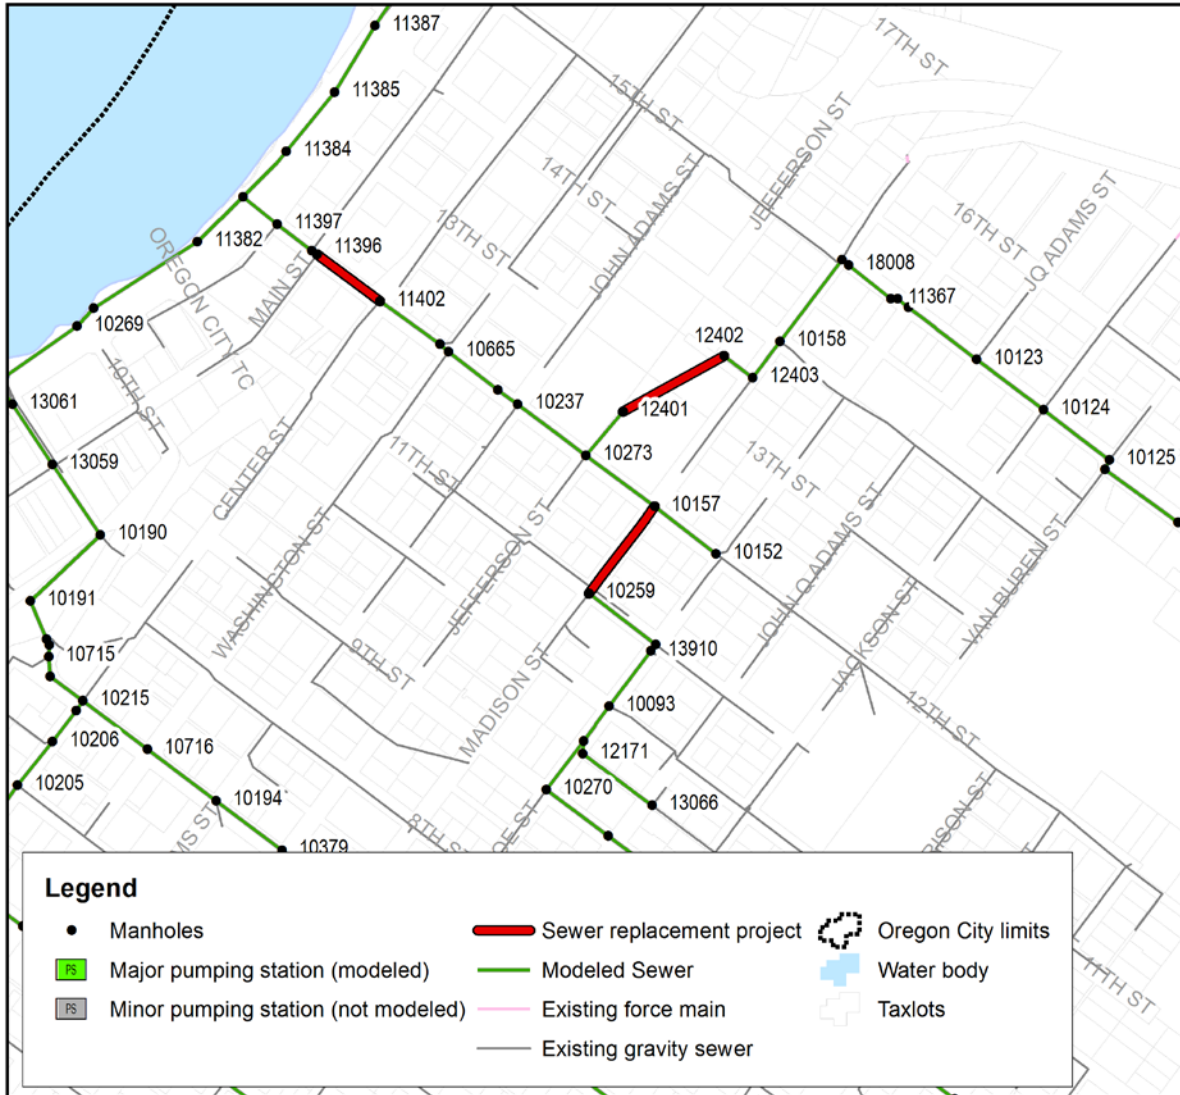 11387
17TH ST
11385
15TH ST
JEFFERSON ST
11384
14TH ST
JOHN ADAMS ST
JQ ADAMS ST
16TH ST
11397
13TH ST
11382
11396
OREGON CITY TC
MAIN ST
18008
11367
11402
10269
12402
10158
10665
10123
10TH ST
12403
13061
10237
12401
10124
CENTER ST
11TH ST
10273
13TH ST
10125
13059
10157
JOHN Q ADAMS ST
10190
WASHINGTON ST
JEFFERSON ST
10152
VAN BUREN ST
10191
10259
JACKSON ST
10715
9TH ST
13910
10215
MADISON ST
10093
12TH ST
10206
10716
12171
10205
10194
10270
13066
MS ST
8TH ST
OE ST
RISON ST
10379
Legend
Manholes
Sewer replacement project
Oregon City limits
PS
Major pumping station (modeled)
Modeled Sewer
Water body
PS
Minor pumping station (not modeled)
Existing force main
Taxlots
Existing gravity sewer
11TH ST